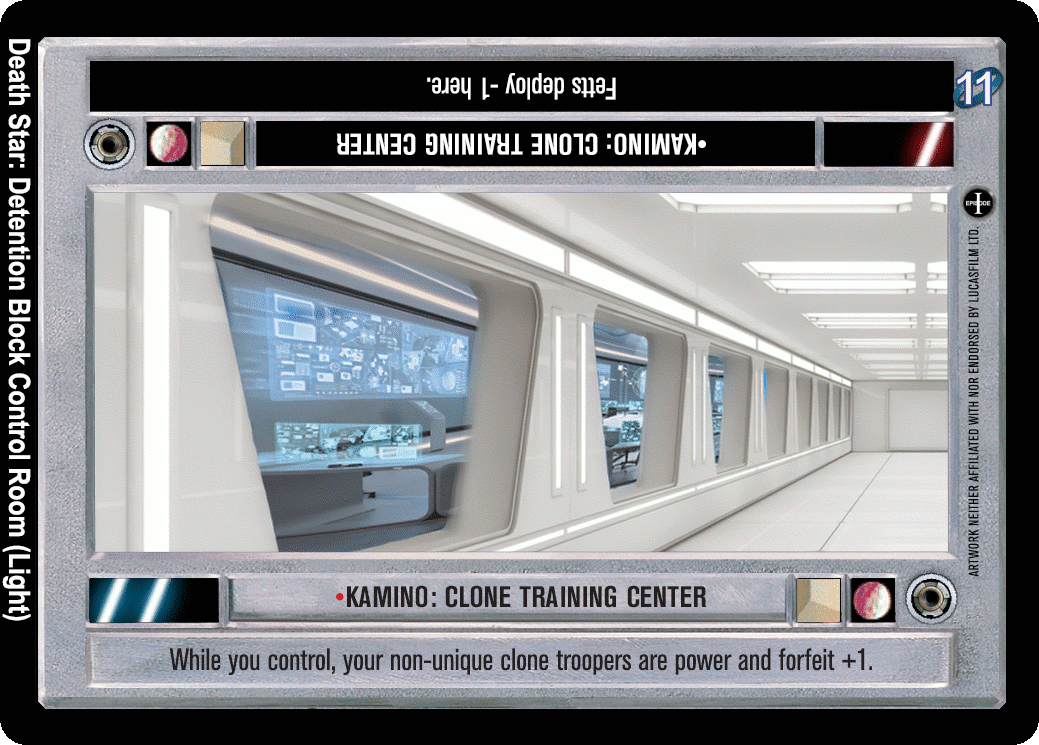 Fetts deploy -1 here.
11
•KAMINO: CLONE TRAINING CENTER
EPISODE I
Death Star: Detention Block Control Room (Light)
ARTWORK NEITHER AFFILIATED WITH NOR ENDORSED BY LUCASFILM LTD.
•KAMINO: CLONE TRAINING CENTER
While you control, your non-unique clone troopers are power and forfeit +1.